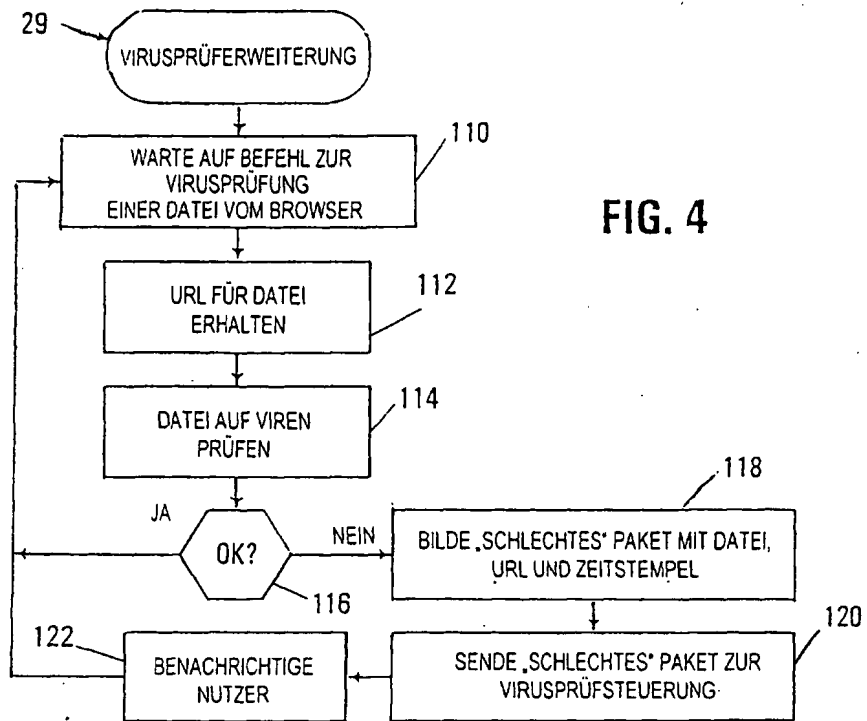 29
VIRUSPRÜFERWEITERUNG
110
WARTE AUF BEFEHL ZUR
VIRUSPRÜFUNG
EINER DATEI VOM BROWSER
FIG. 4
URL FÜR DATEI
ERHALTEN
112
DATEI AUF VIREN
PRÜFEN
114
JA
OK?
NEIN
116
118
BILDE „SCHLECHTES“ PAKET MIT DATEI,
URL UND ZEITSTEMPEL
120
SENDE „SCHLECHTES“ PAKET ZUR
VIRUSPRÜFSTEUERUNG
122
BENACHRICHTIGE
NUTZER